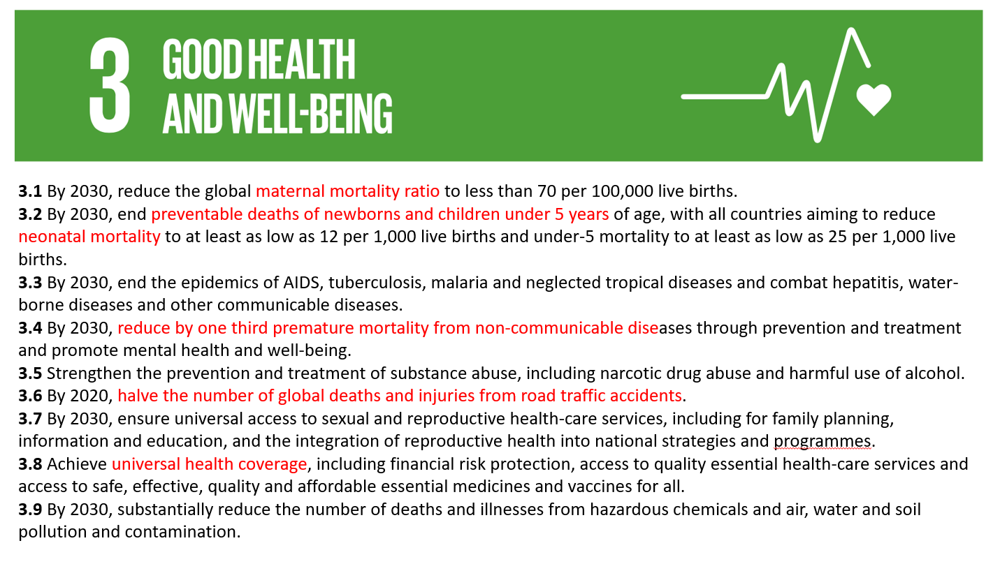 3 GOOD HEALTH
AND WELL-BEING
3.1 By 2030, reduce the global maternal mortality ratio to less than 70 per 100,000 live births.
3.2 By 2030, end preventable deaths of newborns and children under 5 years of age, with all countries aiming to reduce
neonatal mortality to at least as low as 12 per 1,000 live births and under-5 mortality to at least as low as 25 per 1,000 live
births.
3.3 By 2030, end the epidemics of AIDS, tuberculosis, malaria and neglected tropical diseases and combat hepatitis, water-
borne diseases and other communicable diseases.
3.4 By 2030, reduce by one third premature mortality from non-communicable diseases through prevention and treatment
and promote mental health and well-being.
3.5 Strengthen the prevention and treatment of substance abuse, including narcotic drug abuse and harmful use of alcohol.
3.6 By 2020, halve the number of global deaths and injuries from road traffic accidents.
3.7 By 2030, ensure universal access to sexual and reproductive health-care services, including for family planning,
information and education, and the integration of reproductive health into national strategies and programmes.
3.8 Achieve universal health coverage, including financial risk protection, access to quality essential health-care services and
access to safe, effective, quality and affordable essential medicines and vaccines for all.
3.9 By 2030, substantially reduce the number of deaths and illnesses from hazardous chemicals and air, water and soil
pollution and contamination.